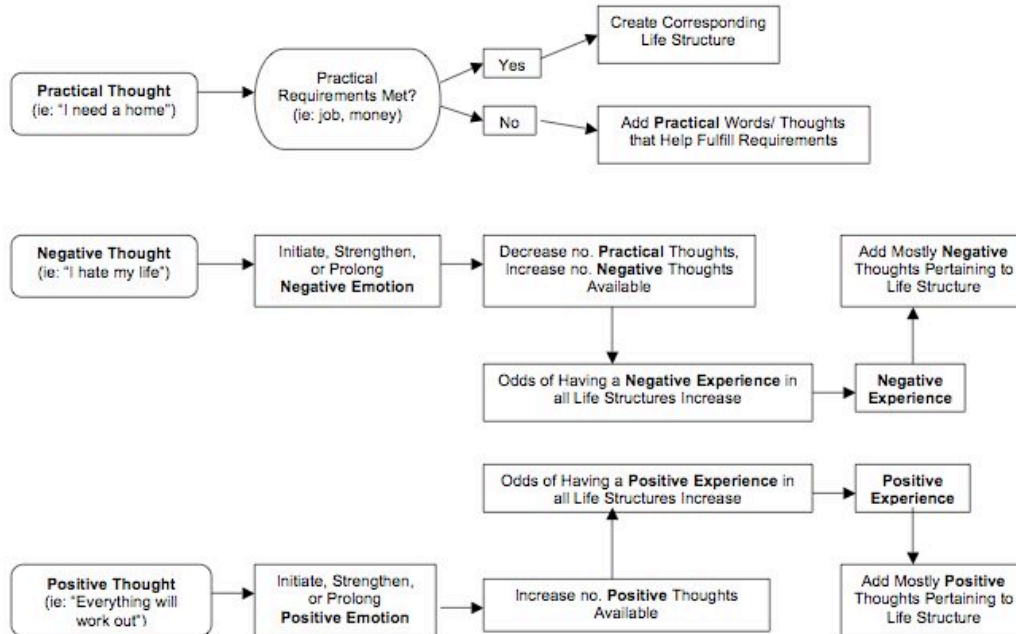 Practical Thought
(ie: "I need a home")
Practical
Requirements Met?
(ie: job, money)
Yes
Create Corresponding
Life Structure
No
Add Practical Words/ Thoughts
that Help Fulfill Requirements
Negative Thought
(ie: "I hate my life")
Initiate, Strengthen,
or Prolong
Negative Emotion
Decrease no. Practical Thoughts,
Increase no. Negative Thoughts
Available
Odds of Having a Negative Experience in
all Life Structures Increase
Negative
Experience
Add Mostly Negative
Thoughts Pertaining to
Life Structure
Positive Thought
(ie: "Everything will
work out")
Initiate, Strengthen,
or Prolong
Positive Emotion
Increase no. Positive Thoughts
Available
Odds of Having a Positive Experience in
all Life Structures Increase
Positive
Experience
Add Mostly Positive
Thoughts Pertaining to
Life Structure